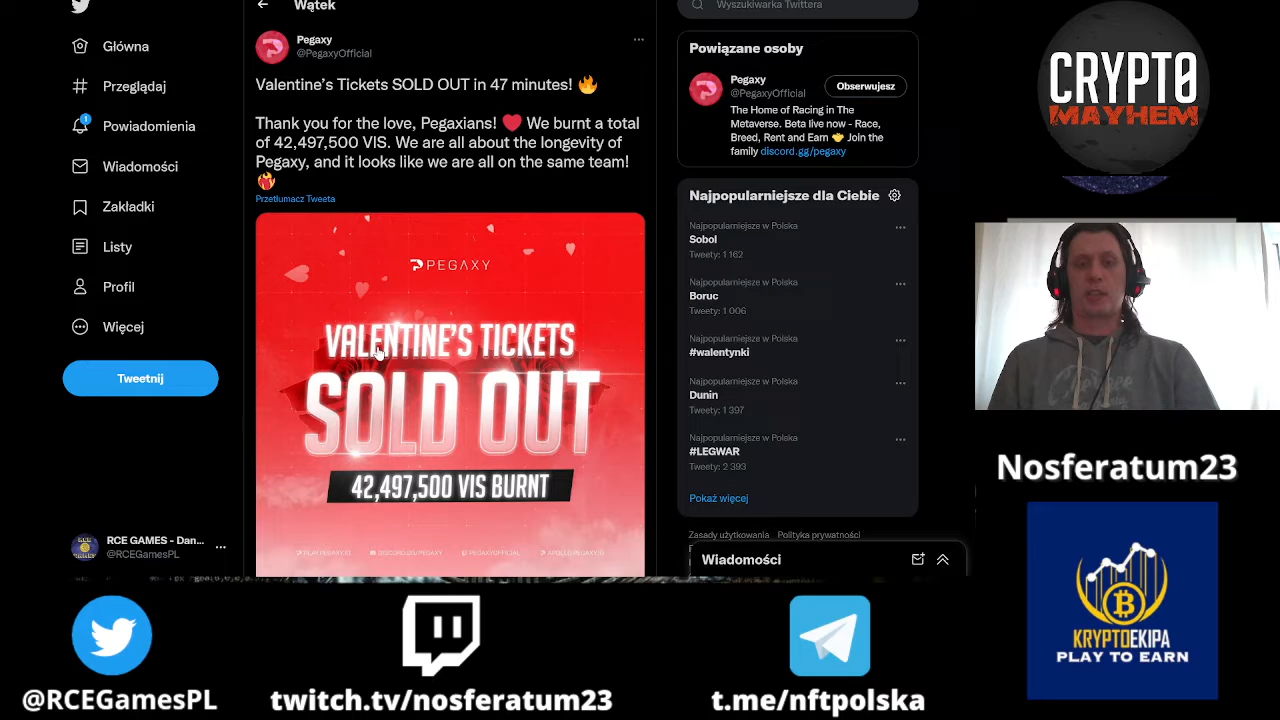 Wątek
Główna
Przeglądaj
1
Powiadomienia
Wiadomości
Zakładki
Listy
Profil
Więcej
Tweetnij
RCE GAMES - Dan...
@RCEGamesPL
Pegaxy
@PegaxyOfficial
Valentine's Tickets SOLD OUT in 47 minutes! 🔥
Thank you for the love, Pegaxians! ❤️ We burnt a total
of 42,497,500 VIS. We are all about the longevity of
Pegaxy, and it looks like we are all on the same team!
Przetłumacz Tweeta
PEGAXY
VALENTINE'S TICKETS
SOLD OUT
42,497,500 VIS BURNT
Wyszukiwarka Twittera
Powiązane osoby
Pegaxy
@PegaxyOfficial
Obserwujesz
The Home of Racing in The
Metaverse. Beta live now - Race,
Breed, Rent and Earn Join the
family discord.gg/pegaxy
Najpopularniejsze dla Ciebie
Najpopularniejsze w Polska
Sobol
Tweety: 1 162
Najpopularniejsze w Polska
Boruc
Tweety: 1 006
Najpopularniejsze w Polska
#walentynki
Najpopularniejsze w Polska
Dunin
Tweety: 1 397
Najpopularniejsze w Polska
#LEGWAR
Tweety: 2 393
Pokaż więcej
Zasady użytkowania Polityka prywatności
Wiadomości
CRYPTO
MAYHEM
Nosferatum23
KRYPTOEKIPA
PLAY TO EARN
@RCEGamesPL
twitch.tv/nosferatum23
t.me/nftpolska